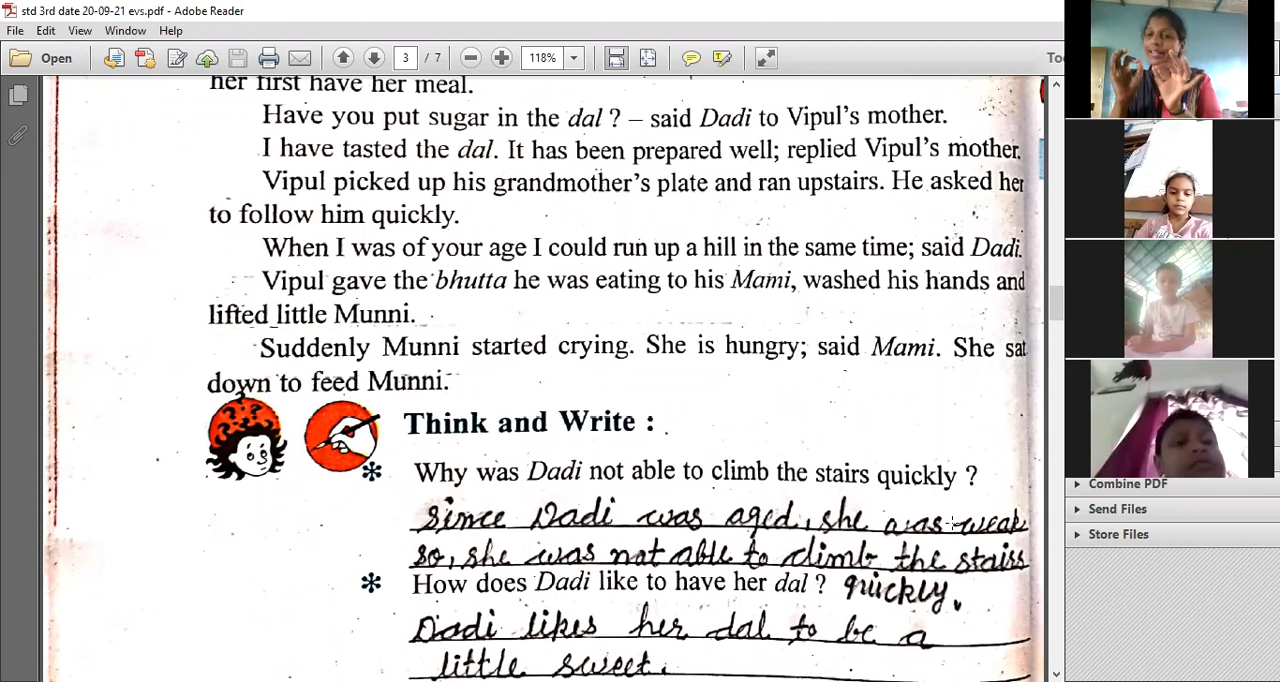 std 3rd date 20-09-21 evs.pdf - Adobe Reader
File Edit View Window Help
Open 3 / 7 118%
her first have her meal.
Have you put sugar in the dal ? – said Dadi to Vipul's mother.
I have tasted the dal. It has been prepared well; replied Vipul's mother.
Vipul picked up his grandmother's plate and ran upstairs. He asked her
to follow him quickly.
When I was of your age I could run up a hill in the same time; said Dadi.
Vipul gave the bhutta he was eating to his Mami, washed his hands and
lifted little Munni.
Suddenly Munni started crying. She is hungry; said Mami. She sat
down to feed Munni.
Think and Write :
* Why was Dadi not able to climb the stairs quickly ?
Since Dadi was aged, she was weak
so, she was not able to climb the stairs
quickly.
* How does Dadi like to have her dal ?
Dadi likes her dal to be a
little sweet.
Combine PDF
Send Files
Store Files